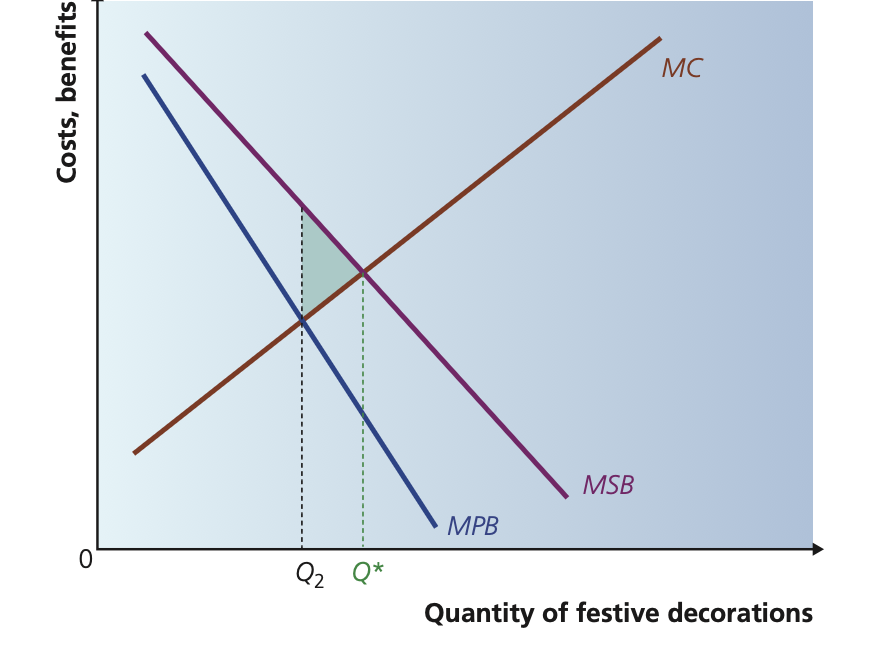 Costs, benefits
MC
MSB
MPB
0
Q2
Q*
Quantity of festive decorations